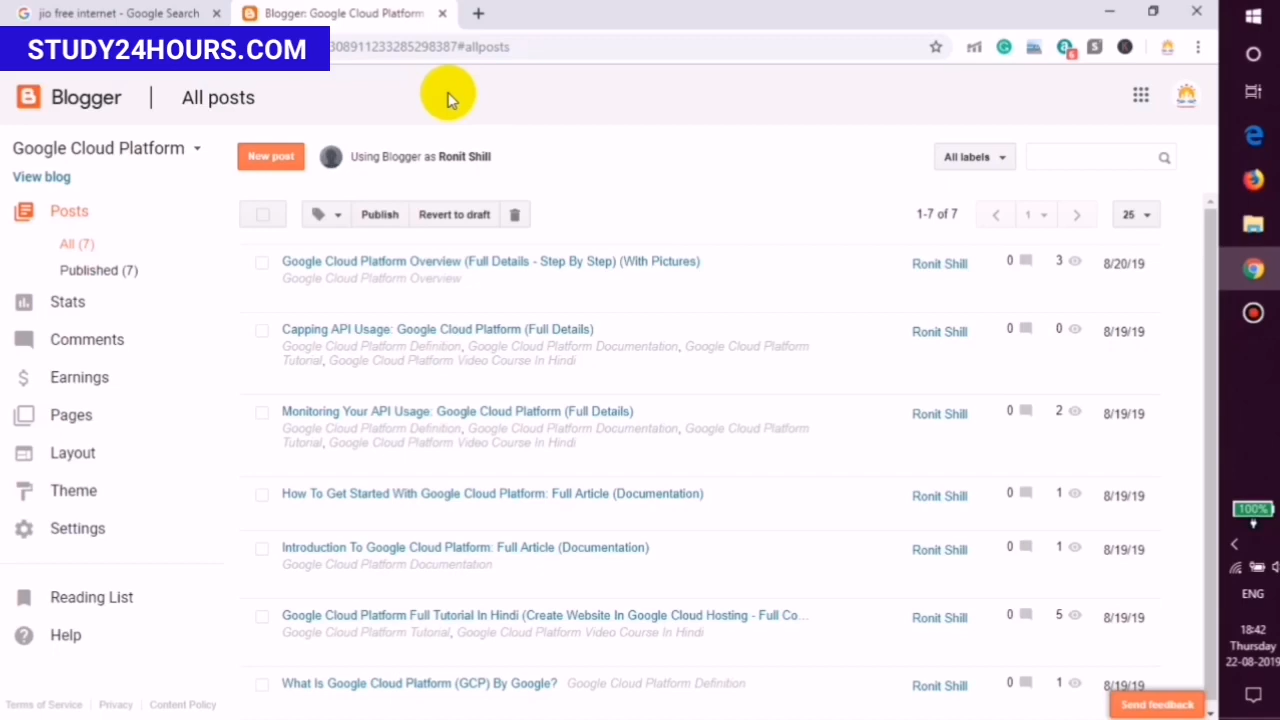 jio free internet - Google Search
Blogger: Google Cloud Platform
STUDY24HOURS.COM
308911233285298387#allposts
Blogger
All posts
Google Cloud Platform
View blog
New post
Using Blogger as Ronit Shill
All labels
Posts
All (7)
Published (7)
Stats
Comments
Earnings
Pages
Layout
Theme
Settings
Reading List
Help
Terms of Service
Privacy
Content Policy
Publish
Revert to draft
1-7 of 7
1
25
Google Cloud Platform Overview (Full Details - Step By Step) (With Pictures)
Google Cloud Platform Overview
Ronit Shill
0
3
8/20/19
Capping API Usage: Google Cloud Platform (Full Details)
Google Cloud Platform Definition, Google Cloud Platform Documentation, Google Cloud Platform
Tutorial, Google Cloud Platform Video Course In Hindi
Ronit Shill
0
0
8/19/19
Monitoring Your API Usage: Google Cloud Platform (Full Details)
Google Cloud Platform Definition, Google Cloud Platform Documentation, Google Cloud Platform
Tutorial, Google Cloud Platform Video Course In Hindi
Ronit Shill
0
2
8/19/19
How To Get Started With Google Cloud Platform: Full Article (Documentation)
Ronit Shill
0
1
8/19/19
Introduction To Google Cloud Platform: Full Article (Documentation)
Google Cloud Platform Documentation
Ronit Shill
0
1
8/19/19
Google Cloud Platform Full Tutorial In Hindi (Create Website In Google Cloud Hosting - Full Co...
Google Cloud Platform Tutorial, Google Cloud Platform Video Course In Hindi
Ronit Shill
0
5
8/19/19
What Is Google Cloud Platform (GCP) By Google? Google Cloud Platform Definition
Ronit Shill
0
1
8/19/19
Send feedback
100%
ENG
18:42
Thursday
22-08-2019